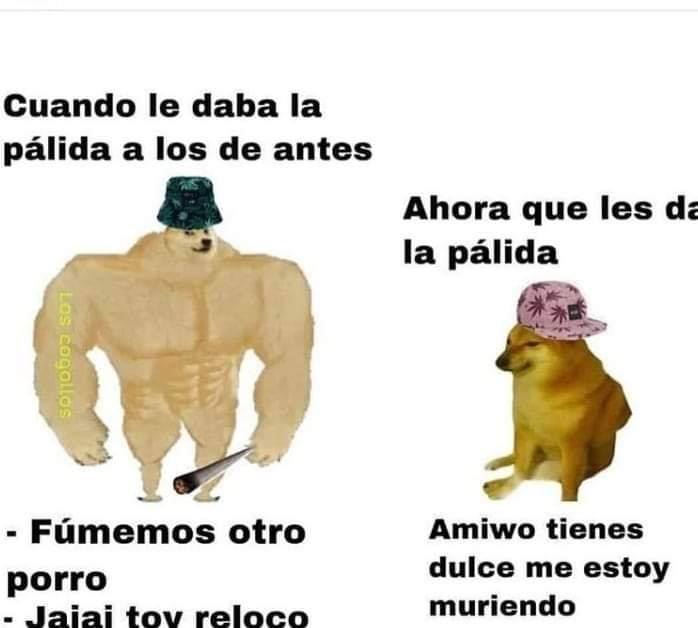 Cuando le daba la
pálida a los de antes
Ahora que les da
la pálida
Los cogollos
- Fúmemos otro
porro
- Jajaj toy reloco
Amiwo tienes
dulce me estoy
muriendo